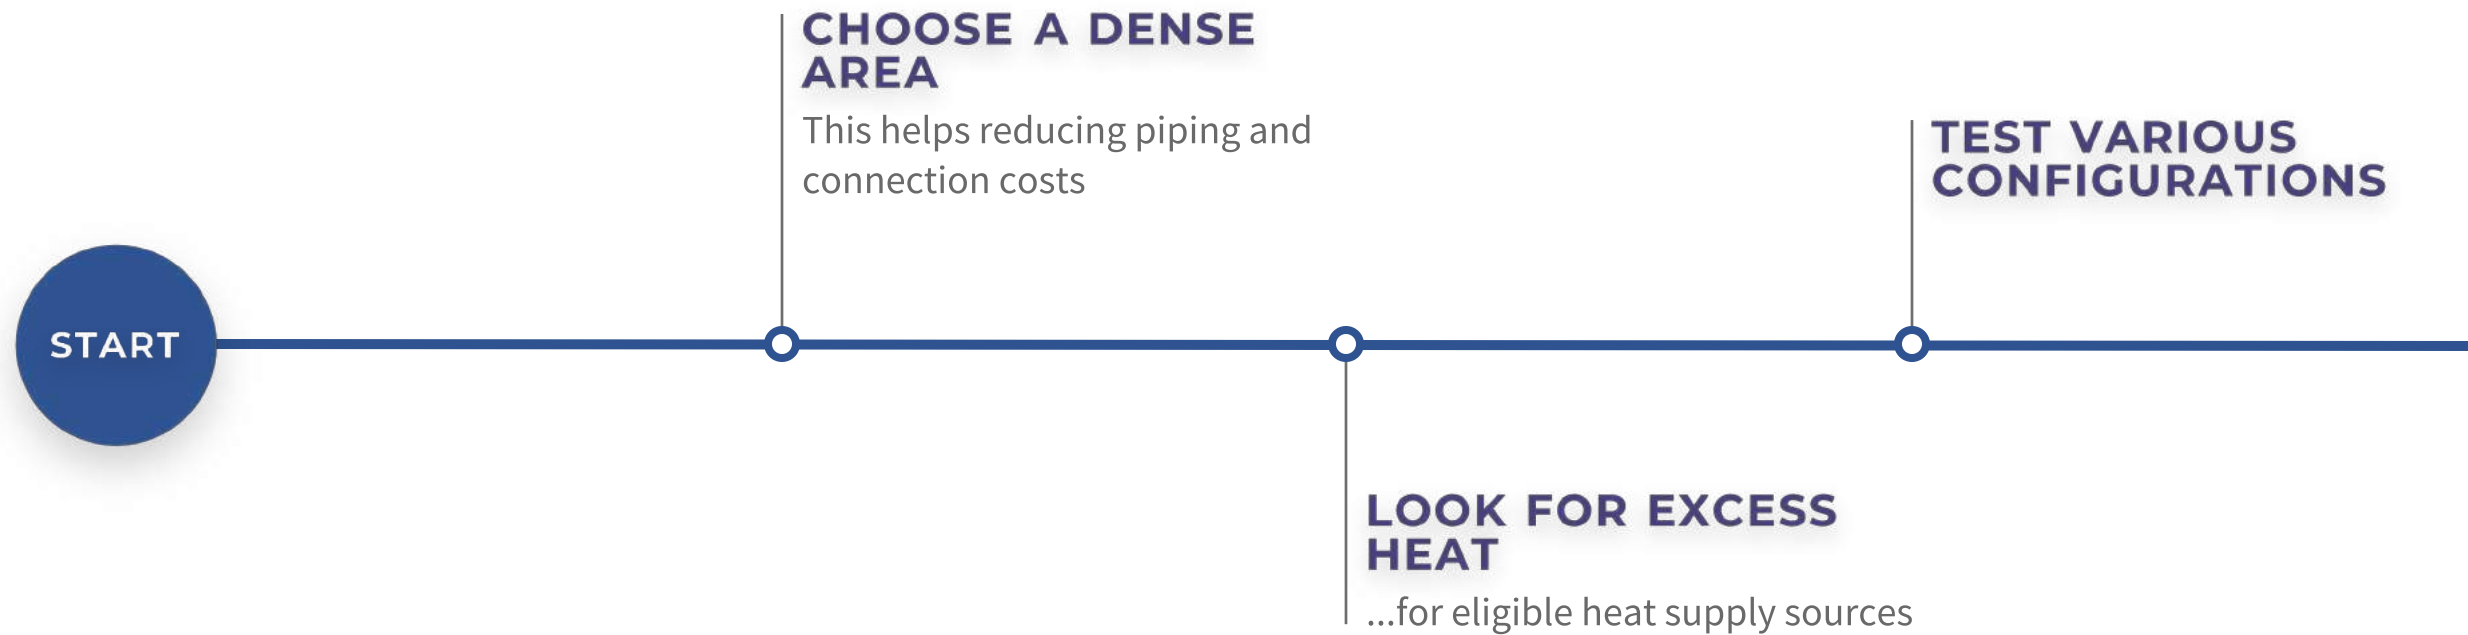 START
CHOOSE A DENSE
AREA
This helps reducing piping and
connection costs
LOOK FOR EXCESS
HEAT
...for eligible heat supply sources
TEST VARIOUS
CONFIGURATIONS